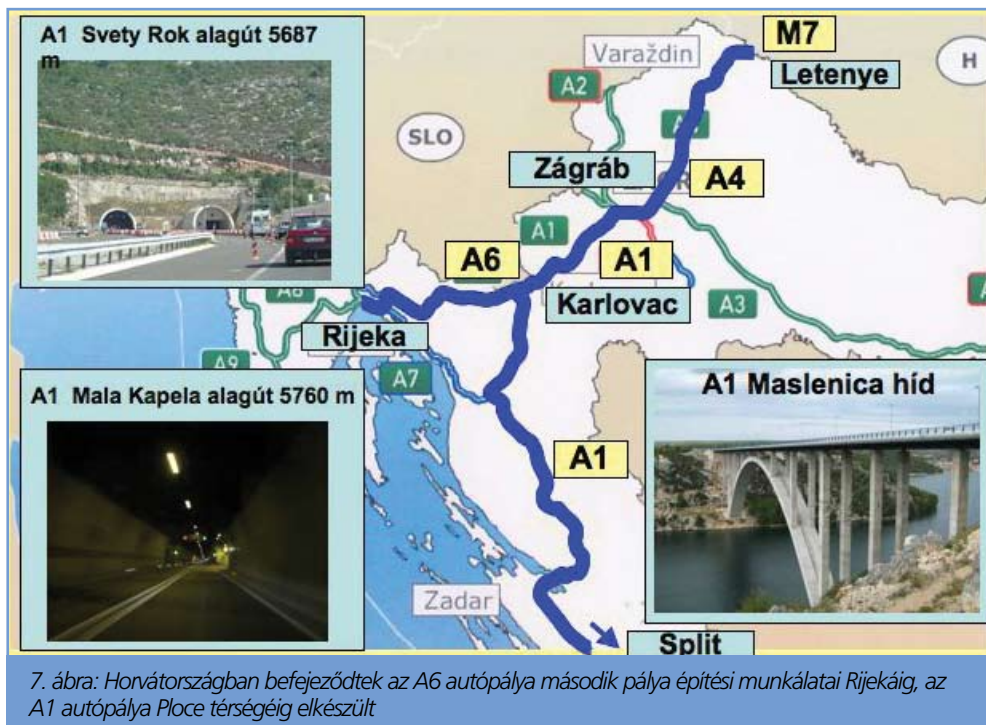 A1 Svety Rok alagút 5687
m
M7
Varaždin
Letenye
H
A2
SLO
Zágráb
A4
A1
A6
A1
Karlovac
A3
Rijeka
A7
A9
A1 Mala Kapela alagút 5760 m
A1 Maslenica híd
A1
Zadar
Split
7. ábra: Horvátországban befejeződtek az A6 autópálya második pálya építési munkálatai Rijekáig, az
A1 autópálya Ploce térségéig elkészült